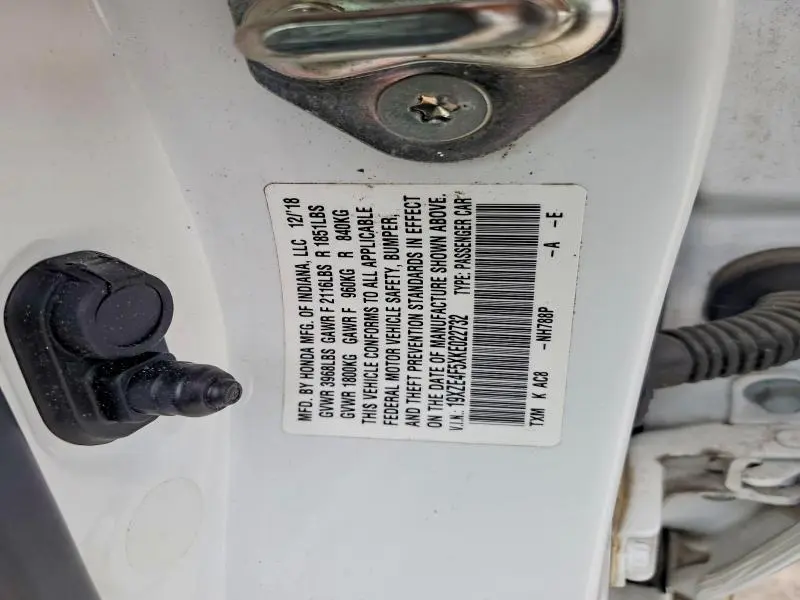 MFD. BY HONDA MFG. OF INDIANA, LLC 12/'18
GVWR 3968LBS GAWR F 2116LBS R 1851LBS
GVWR 1800KG GAWR F 960KG R 840KG
THIS VEHICLE CONFORMS TO ALL APPLICABLE
FEDERAL MOTOR VEHICLE SAFETY, BUMPER,
AND THEFT PREVENTION STANDARDS IN EFFECT
ON THE DATE OF MANUFACTURE SHOWN ABOVE.
V.I.N.: 19XZE4F5XKE022732 TYPE: PASSENGER CAR
TXM K AC8 -NH788P -A -E